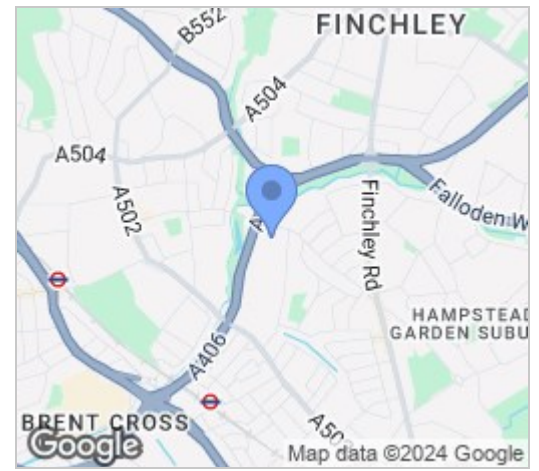 FINCHLEY
B552
A504
A504
A502
Falloden W
Finchley Rd
HAMPSTEAD
GARDEN SUBU
A406
BRENT CROSS
Google
Map data ©2024 Google